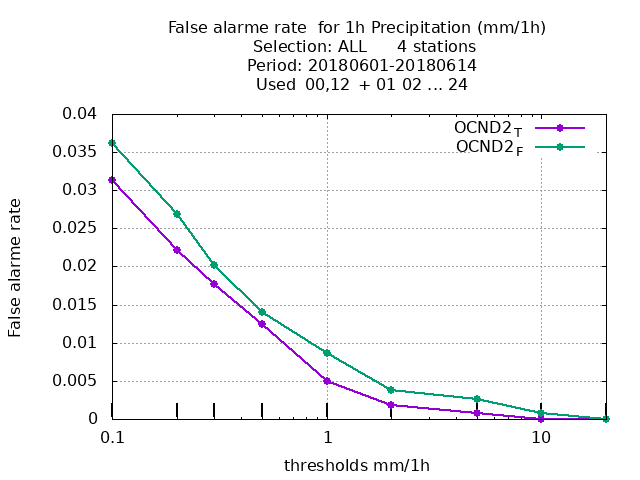 False alarme rate  for 1h Precipitation (mm/1h)
Selection: ALL      4 stations
Period: 20180601-20180614
Used  00,12  + 01 02 ... 24
OCND2_T
OCND2_F
0.04
0.035
0.03
0.025
0.02
0.015
0.01
0.005
0
0.1
1
10
False alarme rate
thresholds mm/1h